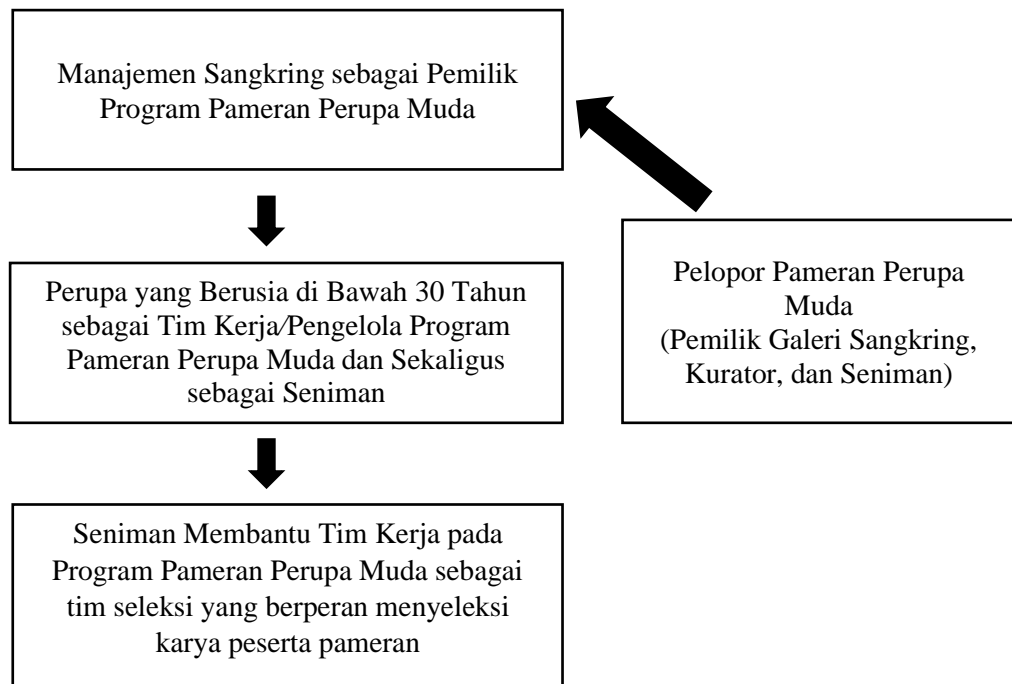 Manajemen Sangkring sebagai Pemilik
Program Pameran Perupa Muda
Perupa yang Berusia di Bawah 30 Tahun
sebagai Tim Kerja/Pengelola Program
Pameran Perupa Muda dan Sekaligus
sebagai Seniman
Pelopor Pameran Perupa
Muda
(Pemilik Galeri Sangkring,
Kurator, dan Seniman)
Seniman Membantu Tim Kerja pada
Program Pameran Perupa Muda sebagai
tim seleksi yang berperan menyeleksi
karya peserta pameran